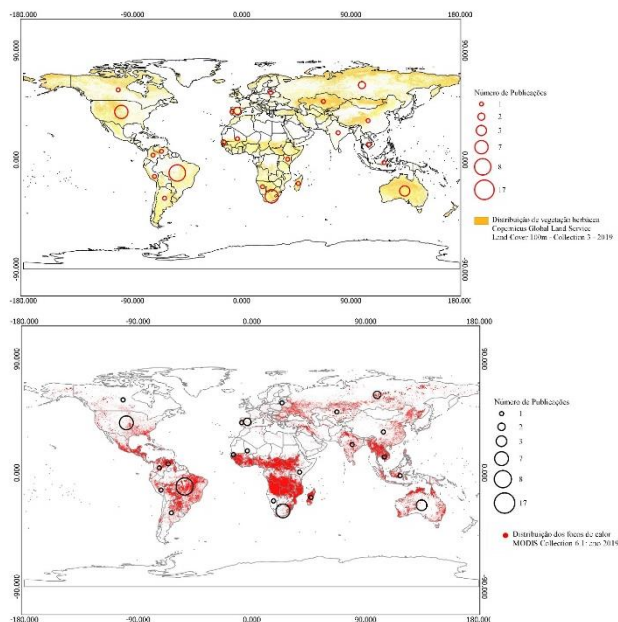 -180.000 -90.000 0.000 90.000 180.000
90.000 90.000
0.000 0.000
-90.000 -90.000
-180.000 -90.000 0.000 90.000 180.000
Número de Publicações
1
2
3
7
8
17
Distribuição de vegetação herbácea
Copernicus Global Land Service
Land Cover 100m - Collection 3 - 2019
-180.000 -90.000 0.000 90.000 180.000
90.000 90.000
0.000 0.000
-90.000 -90.000
-180.000 -90.000 0.000 90.000 180.000
Número de Publicações
1
2
3
7
8
17
Distribuição dos focos de calor
MODIS Collection 6.1: ano 2019